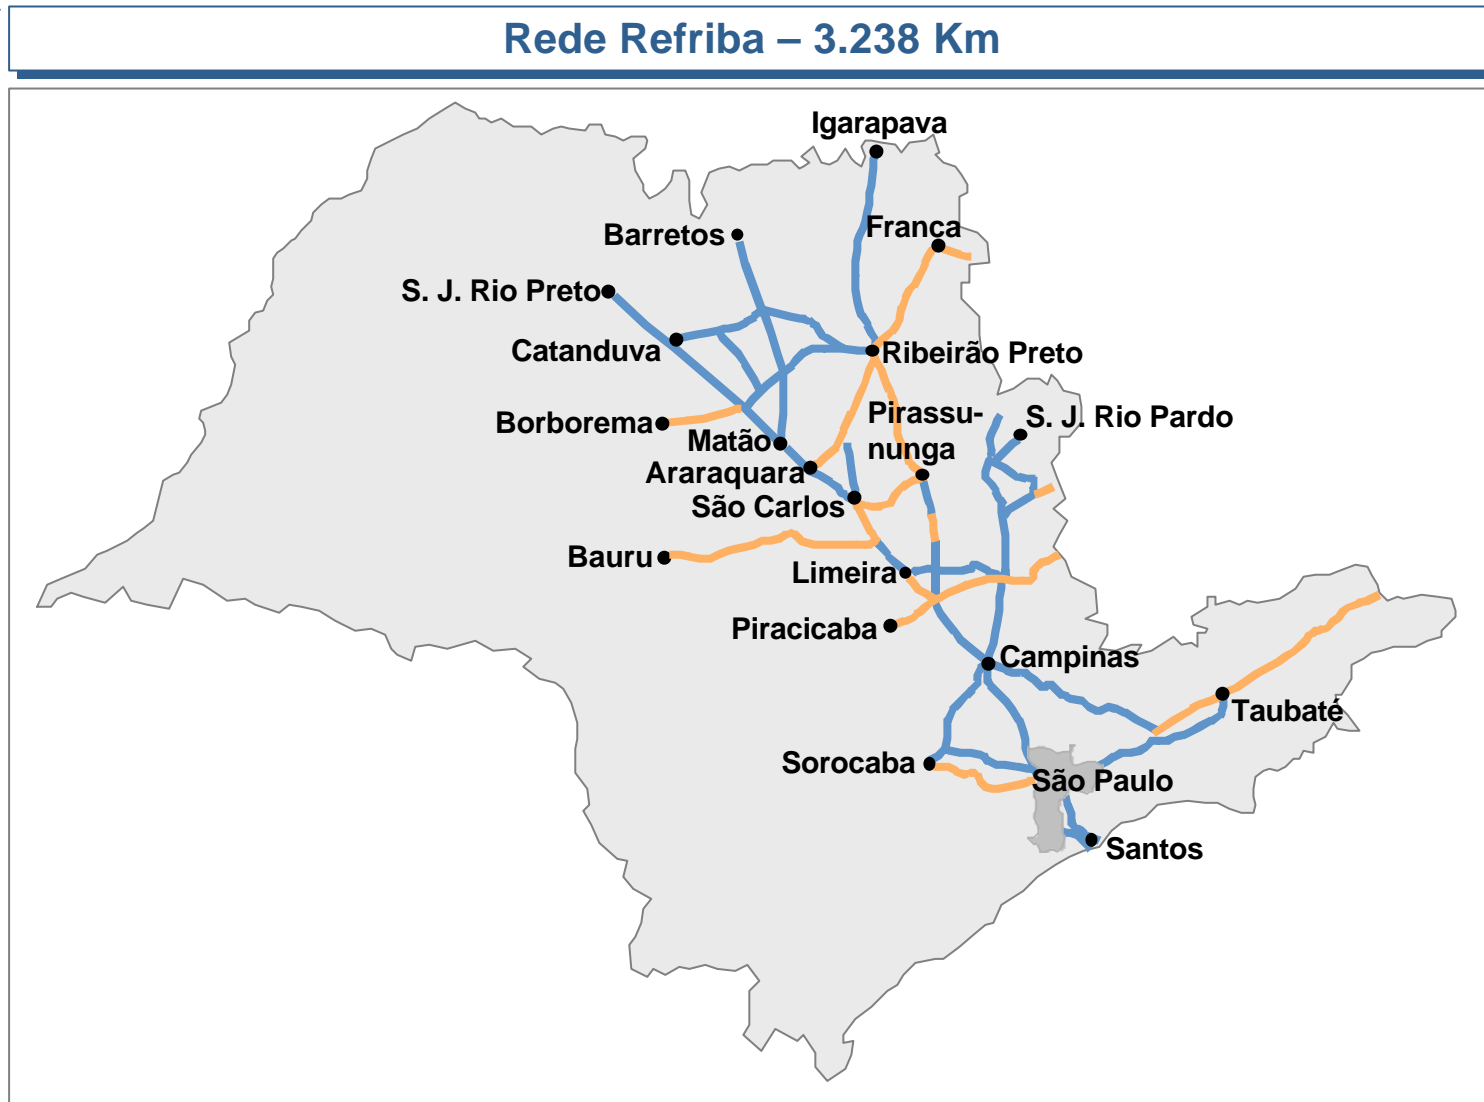 Rede Refriba – 3.238 Km
Igarapava
Franca
Barretos
S. J. Rio Preto
Catanduva
Ribeirão Preto
Borborema
Pirassu-
nunga
S. J. Rio Pardo
Matão
Araraquara
São Carlos
Bauru
Limeira
Piracicaba
Campinas
Taubaté
Sorocaba
São Paulo
Santos